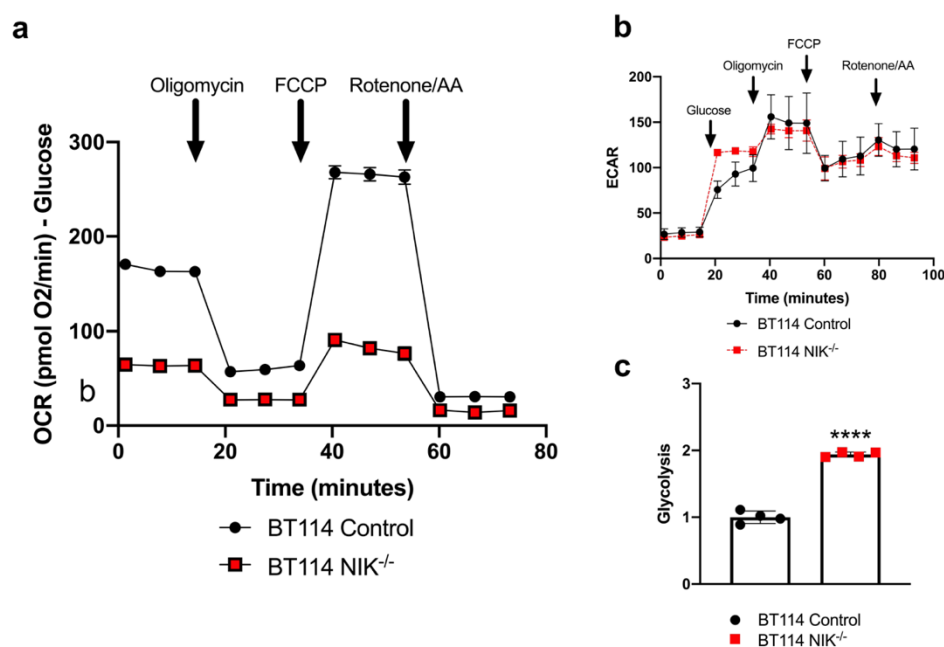 a
Oligomycin FCCP Rotenone/AA
OCR (pmol O2/min) - Glucose
300
200
100
b
0
0 20 40 60 80
Time (minutes)
BT114 Control
BT114 NIK-/-
b
FCCP
Oligomycin Rotenone/AA
Glucose
ECAR
200
150
100
50
0
0 20 40 60 80 100
Time (minutes)
BT114 Control
BT114 NIK-/-
c
Glycolysis
3
2
1
0
****
BT114 Control
BT114 NIK-/-